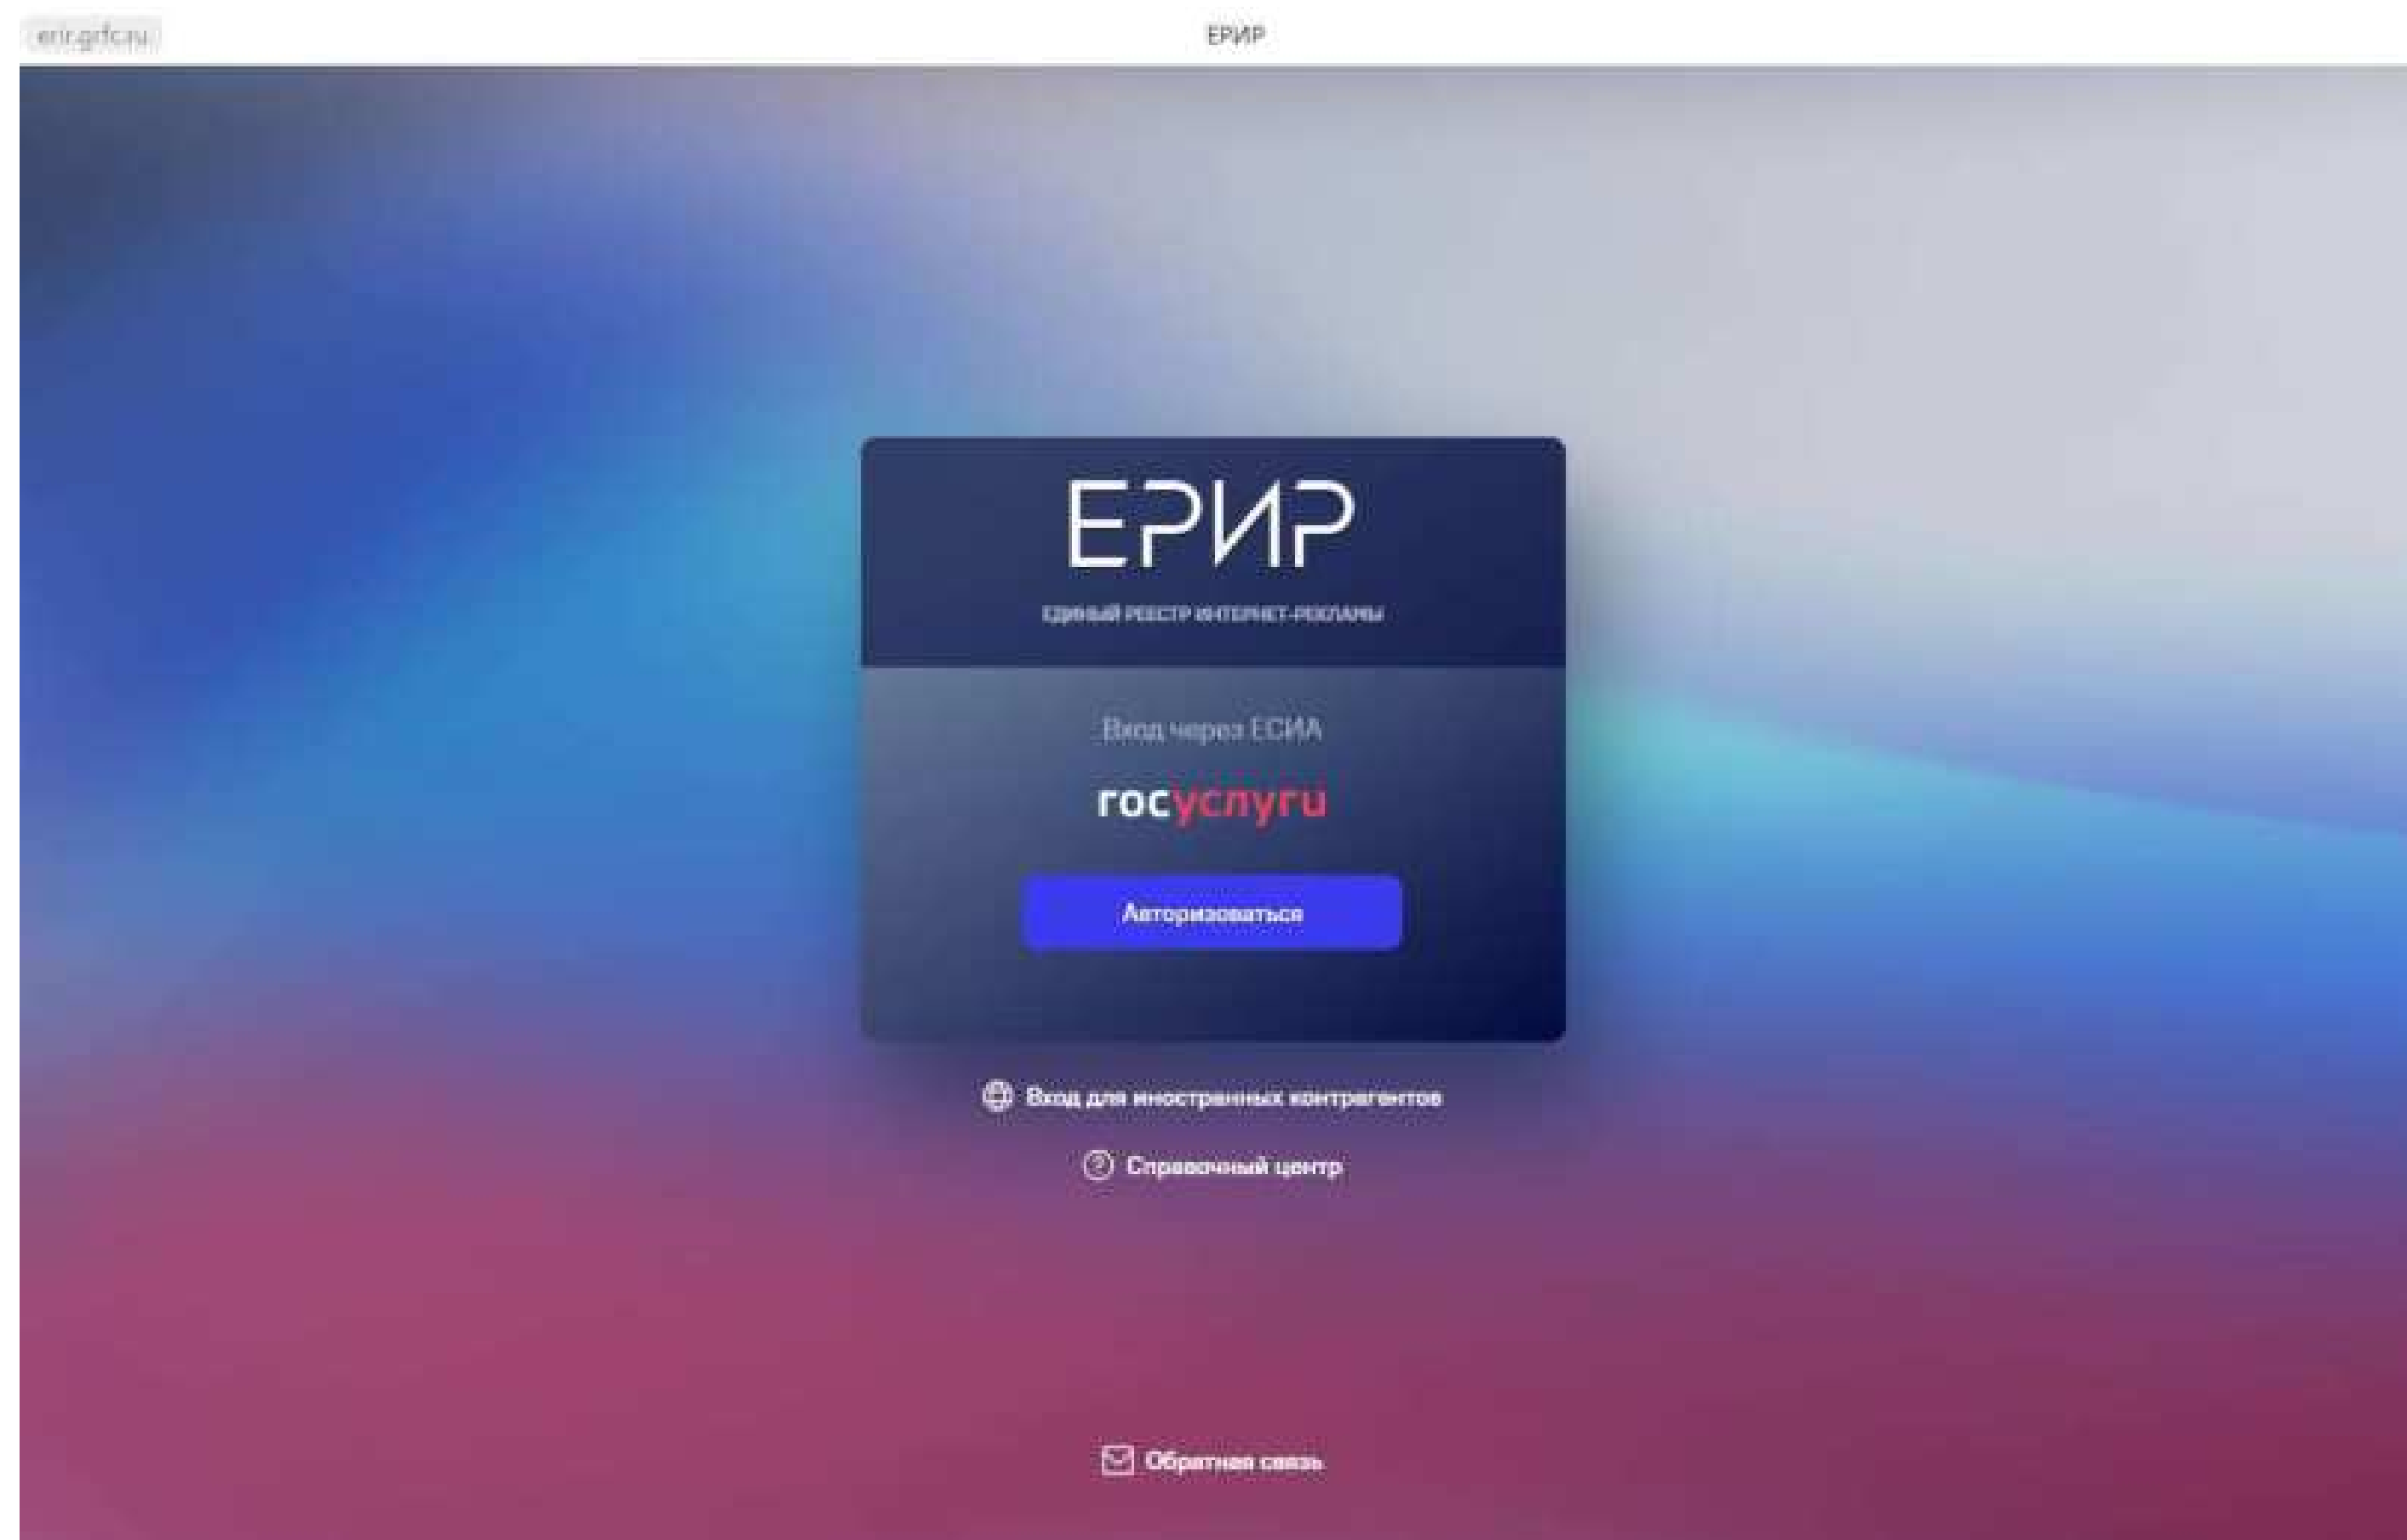 erir.grfc.ru
ЕРИР
ЕРИР
ЕДИНЫЙ РЕЕСТР ИНТЕРНЕТ-РЕКЛАМЫ
Вход через ЕСИА
госуслуги
Авторизоваться
Вход для иностранных контрагентов
Справочный центр
Обратная связь